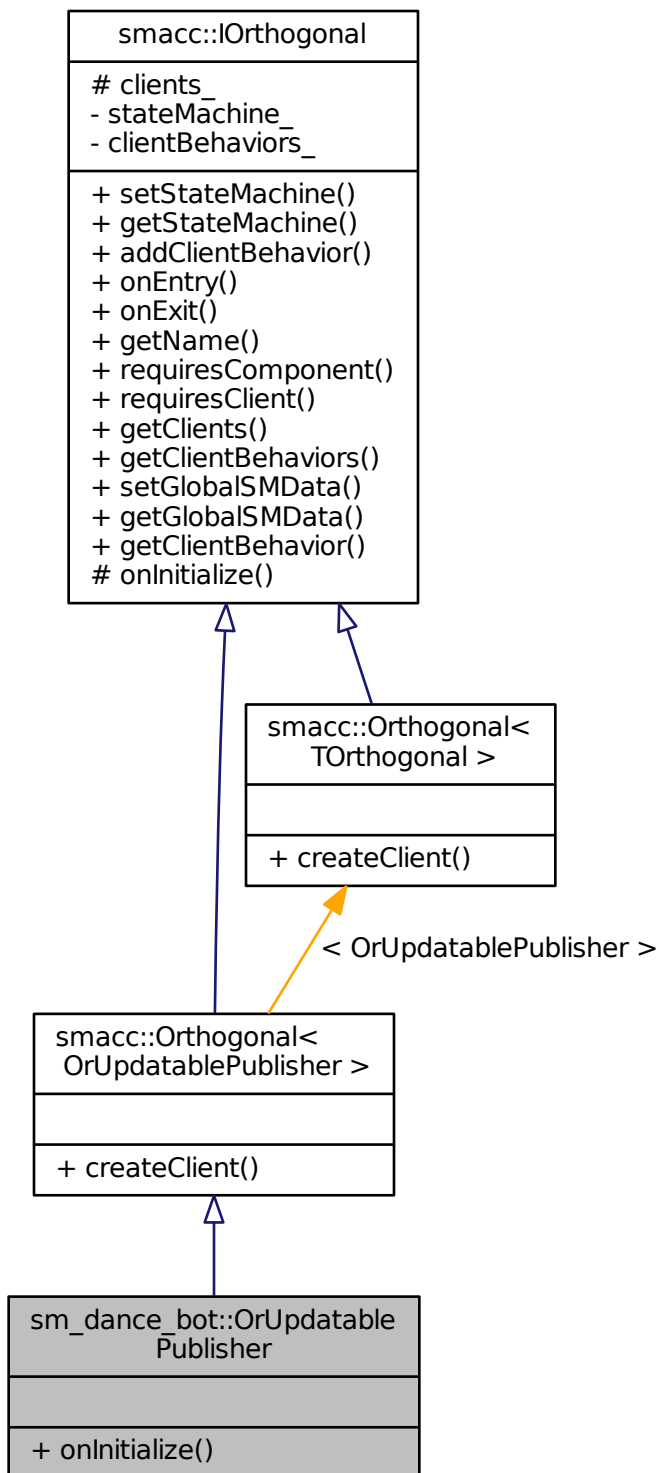 smacc::IOrthogonal
# clients_
- stateMachine_
- clientBehaviors_
+ setStateMachine()
+ getStateMachine()
+ addClientBehavior()
+ onEntry()
+ onExit()
+ getName()
+ requiresComponent()
+ requiresClient()
+ getClients()
+ getClientBehaviors()
+ setGlobalSMData()
+ getGlobalSMData()
+ getClientBehavior()
# onInitialize()
smacc::Orthogonal<
TOrthogonal >
+ createClient()
< OrUpdatablePublisher >
smacc::Orthogonal<
OrUpdatablePublisher >
+ createClient()
sm_dance_bot::OrUpdatable
Publisher
+ onInitialize()